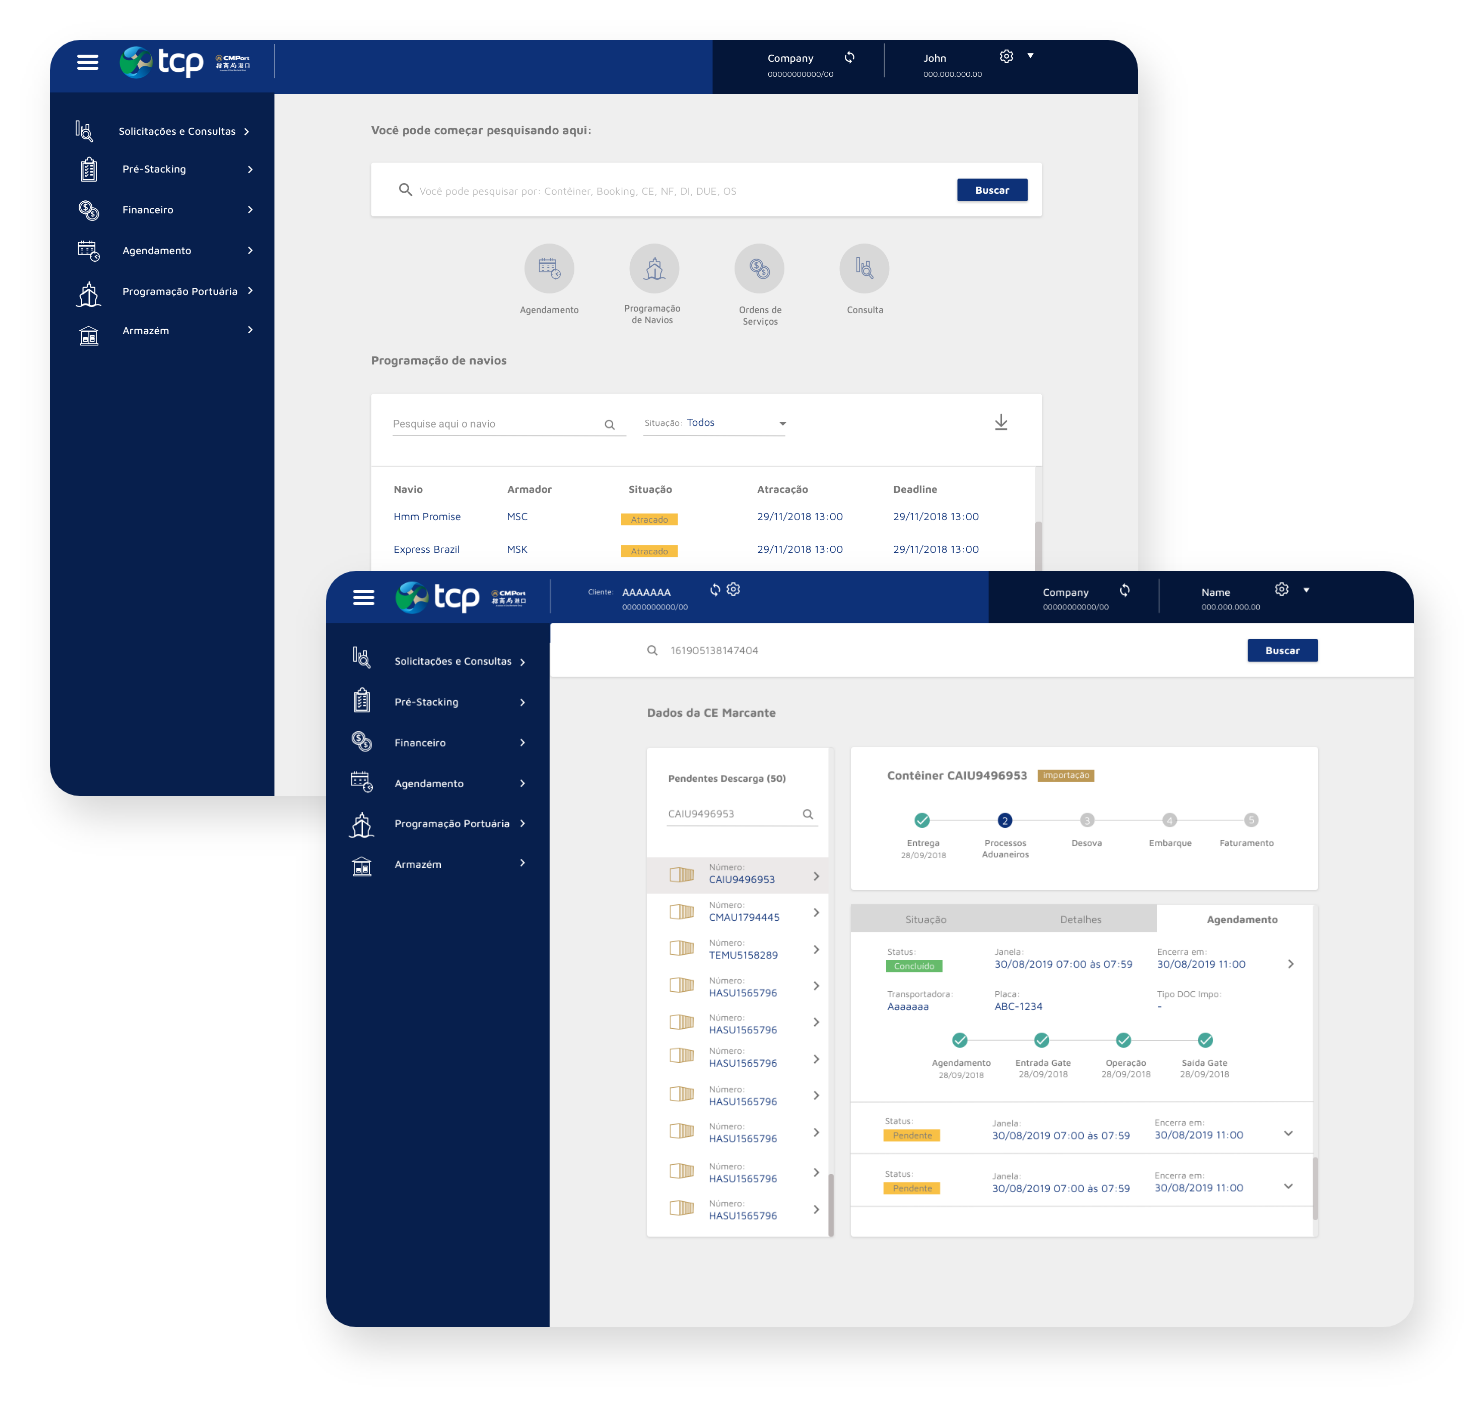 tcp
CMPort
招商局港口
Company
00000000000/00
John
000.000.000.00
Solicitações e Consultas
Pré-Stacking
Financeiro
Agendamento
Programação Portuária
Armazém
Você pode começar pesquisando aqui:
Você pode pesquisar por: Contêiner, Booking, CE, NF, DI, DUE, OS
Buscar
Agendamento
Programação
de Navios
Ordens de
Serviços
Consulta
Programação de navios
Pesquise aqui o navio
Situação: Todos
Navio Armador Situação Atracação Deadline
Hmm Promise MSC Atracado 29/11/2018 13:00 29/11/2018 13:00
Express Brazil MSK Atracado 29/11/2018 13:00 29/11/2018 13:00
tcp
CMPort
招商局港口
Cliente: AAAAAAA
00000000000/00
Company
00000000000/00
Name
000.000.000.00
Solicitações e Consultas
Pré-Stacking
Financeiro
Agendamento
Programação Portuária
Armazém
161905138147404
Buscar
Dados da CE Marcante
Pendentes Descarga (50)
CAIU9496953
Número:
CAIU9496953
Número:
CMAU1794445
Número:
TEMU5158289
Número:
HASU1565796
Número:
HASU1565796
Número:
HASU1565796
Número:
HASU1565796
Número:
HASU1565796
Número:
HASU1565796
Número:
HASU1565796
Contêiner CAIU9496953 Importação
2 3 4 5
Entrega
28/09/2018
Processos
Aduaneiros
Desova
Embarque
Faturamento
Situação Detalhes Agendamento
Status: Janela: Encerra em:
Concluído 30/08/2019 07:00 às 07:59 30/08/2019 11:00
Transportadora: Placa: Tipo DOC Impo:
Aaaaaaa ABC-1234 -
Agendamento Entrada Gate Operação Saída Gate
28/09/2018 28/09/2018 28/09/2018 28/09/2018
Status: Janela: Encerra em:
Pendente 30/08/2019 07:00 às 07:59 30/08/2019 11:00
Status: Janela: Encerra em:
Pendente 30/08/2019 07:00 às 07:59 30/08/2019 11:00